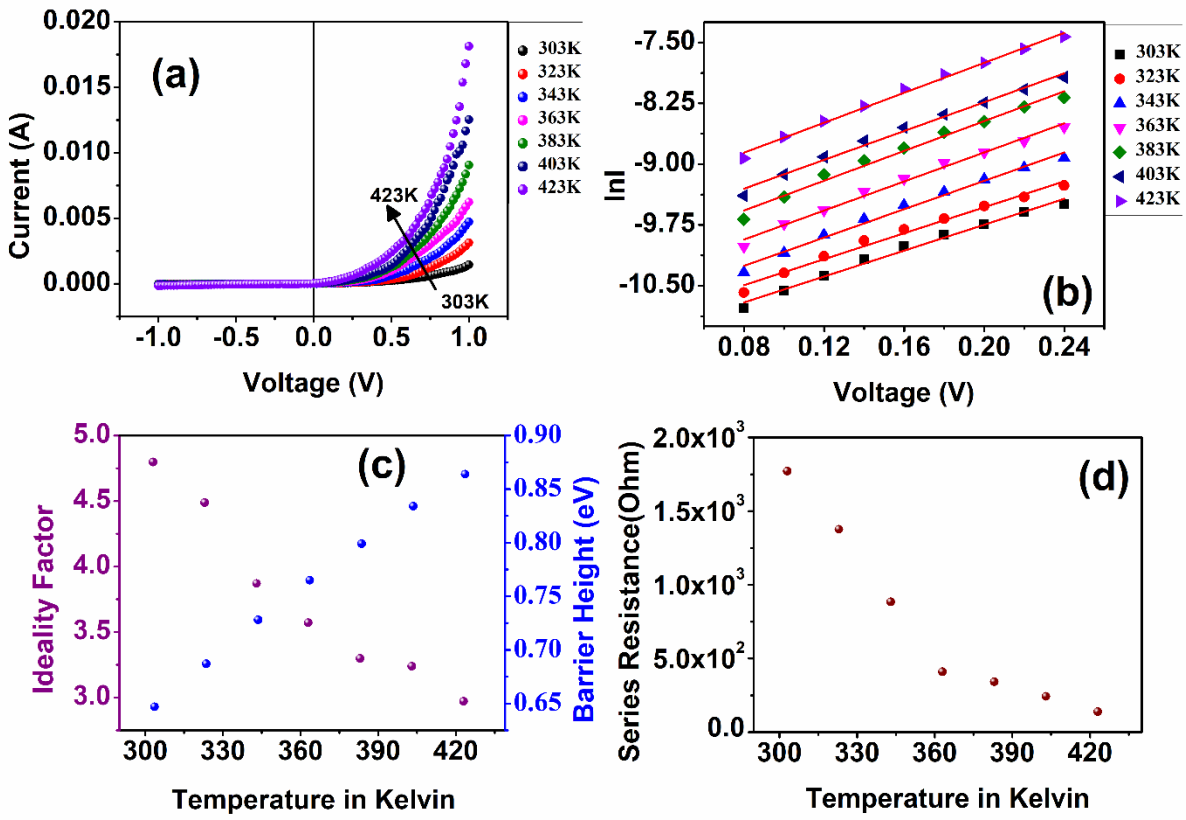 (a)
0.020
0.015
0.010
0.005
0.000
Current (A)
-1.0 -0.5 0.0 0.5 1.0
Voltage (V)
423K
303K
303K
323K
343K
363K
383K
403K
423K
(b)
-7.50
-8.25
-9.00
-9.75
-10.50
lnI
0.08 0.12 0.16 0.20 0.24
Voltage (V)
303K
323K
343K
363K
383K
403K
423K
(c)
5.0
4.5
4.0
3.5
3.0
Ideality Factor
0.90
0.85
0.80
0.75
0.70
0.65
Barrier Height (eV)
300 330 360 390 420
Temperature in Kelvin
(d)
2.0x10³
1.5x10³
1.0x10³
5.0x10²
0.0
Series Resistance(Ohm)
300 330 360 390 420
Temperature in Kelvin